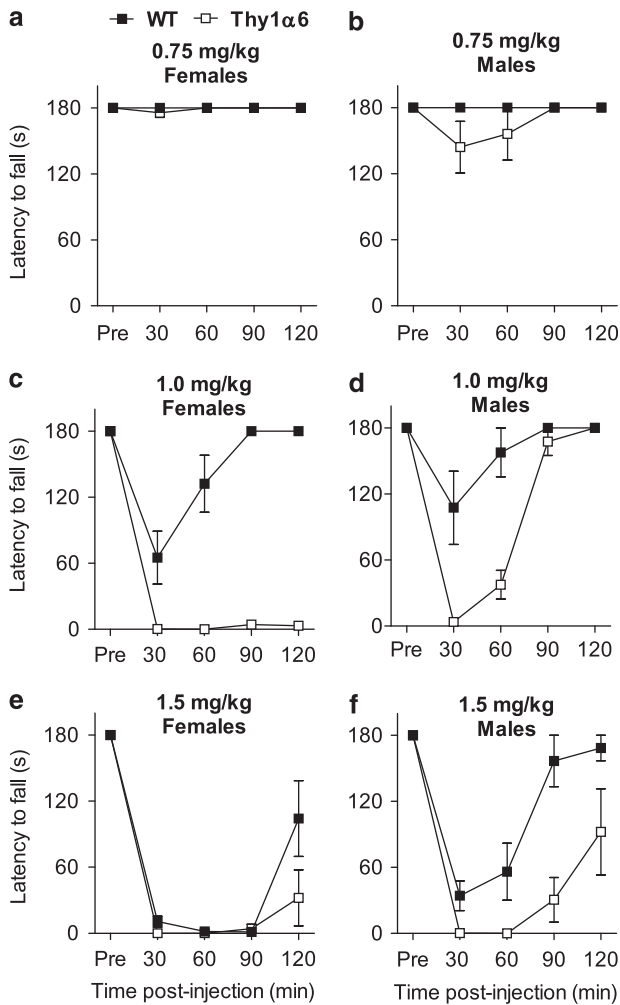 a
WT Thy1α6
0.75 mg/kg
Females
Latency to fall (s)
180
120
60
0
Pre 30 60 90 120
b
0.75 mg/kg
Males
180
120
60
0
Pre 30 60 90 120
c
1.0 mg/kg
Females
Latency to fall (s)
180
120
60
0
Pre 30 60 90 120
d
1.0 mg/kg
Males
180
120
60
0
Pre 30 60 90 120
e
1.5 mg/kg
Females
Latency to fall (s)
180
120
60
0
Pre 30 60 90 120
Time post-injection (min)
f
1.5 mg/kg
Males
180
120
60
0
Pre 30 60 90 120
Time post-injection (min)